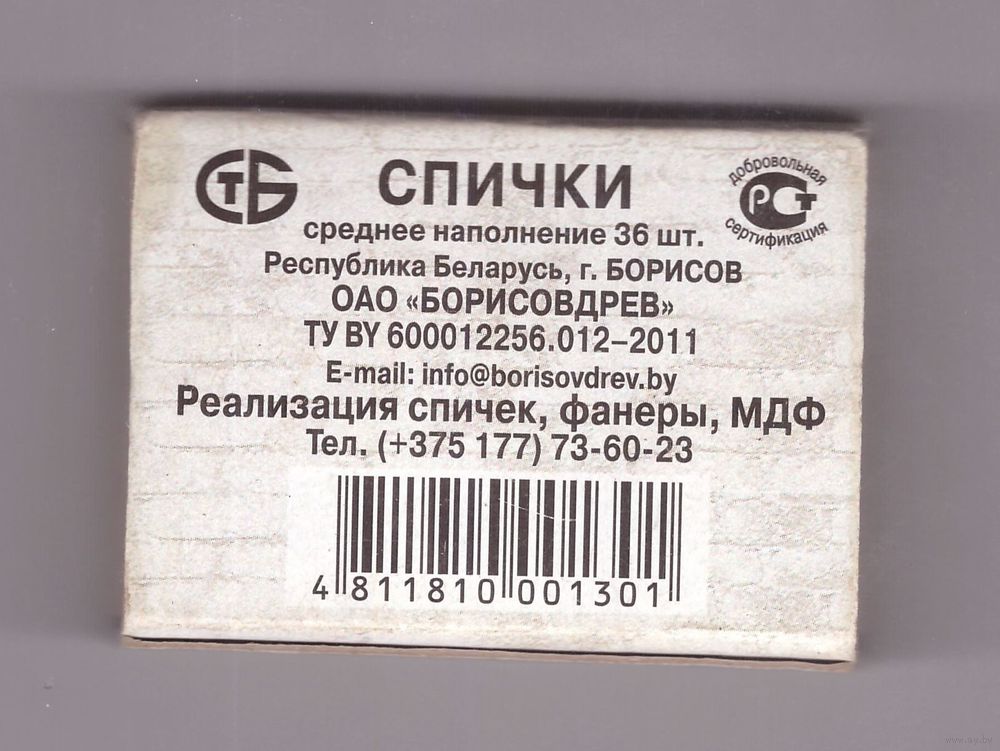 СТБ
СПИЧКИ
добровольная
РСТ
сертификация
среднее наполнение 36 шт.
Республика Беларусь, г. БОРИСОВ
ОАО «БОРИСОВДРЕВ»
ТУ BY 600012256.012–2011
E-mail: info@borisovdrev.by
Реализация спичек, фанеры, МДФ
Тел. (+375 177) 73-60-23
4 811810 001301